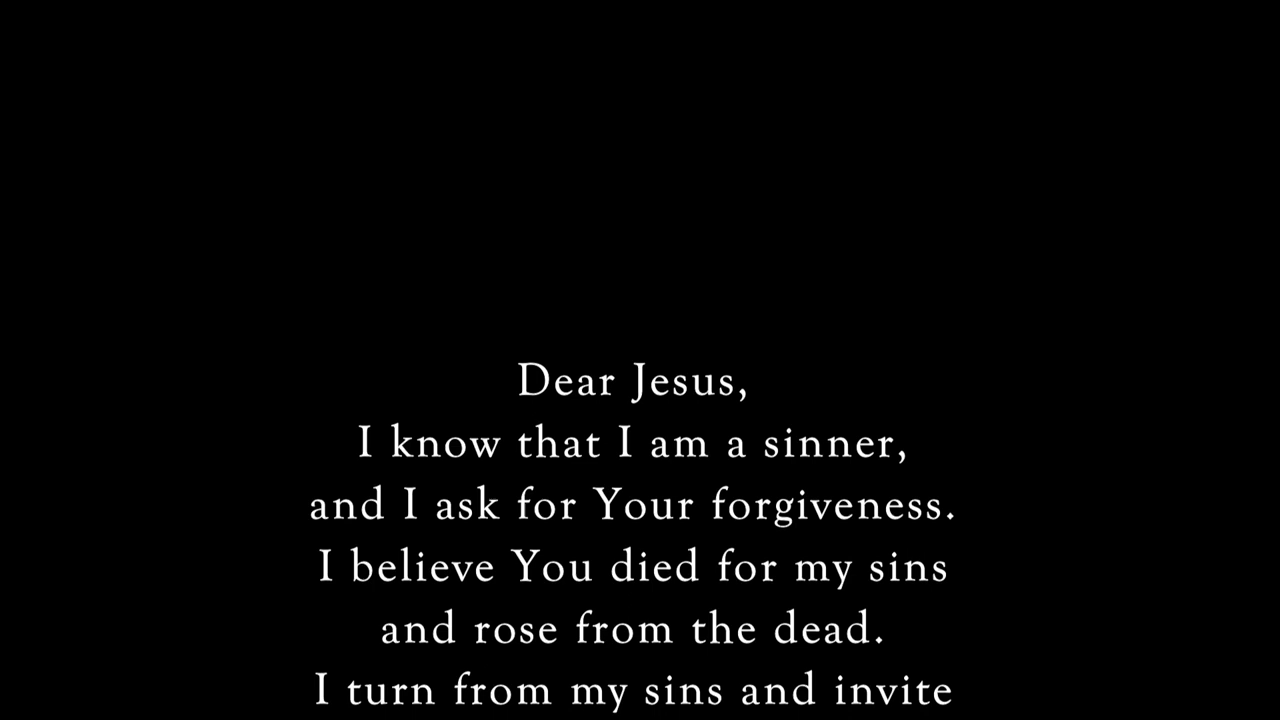 Dear Jesus,
I know that I am a sinner,
and I ask for Your forgiveness.
I believe You died for my sins
and rose from the dead.
I turn from my sins and invite